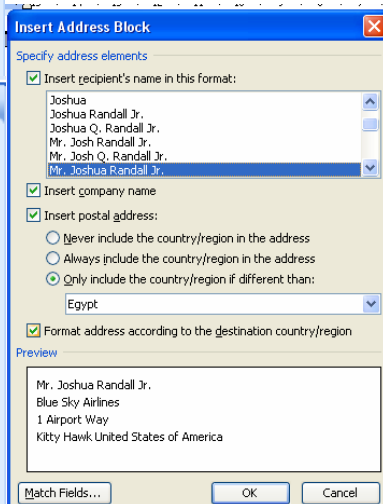 Insert Address Block
Specify address elements
Insert recipient's name in this format:
Joshua
Joshua Randall Jr.
Joshua Q. Randall Jr.
Mr. Josh Randall Jr.
Mr. Josh Q. Randall Jr.
Mr. Joshua Randall Jr.
Insert company name
Insert postal address:
Never include the country/region in the address
Always include the country/region in the address
Only include the country/region if different than:
Egypt
Format address according to the destination country/region
Preview
Mr. Joshua Randall Jr.
Blue Sky Airlines
1 Airport Way
Kitty Hawk United States of America
Match Fields...
OK
Cancel